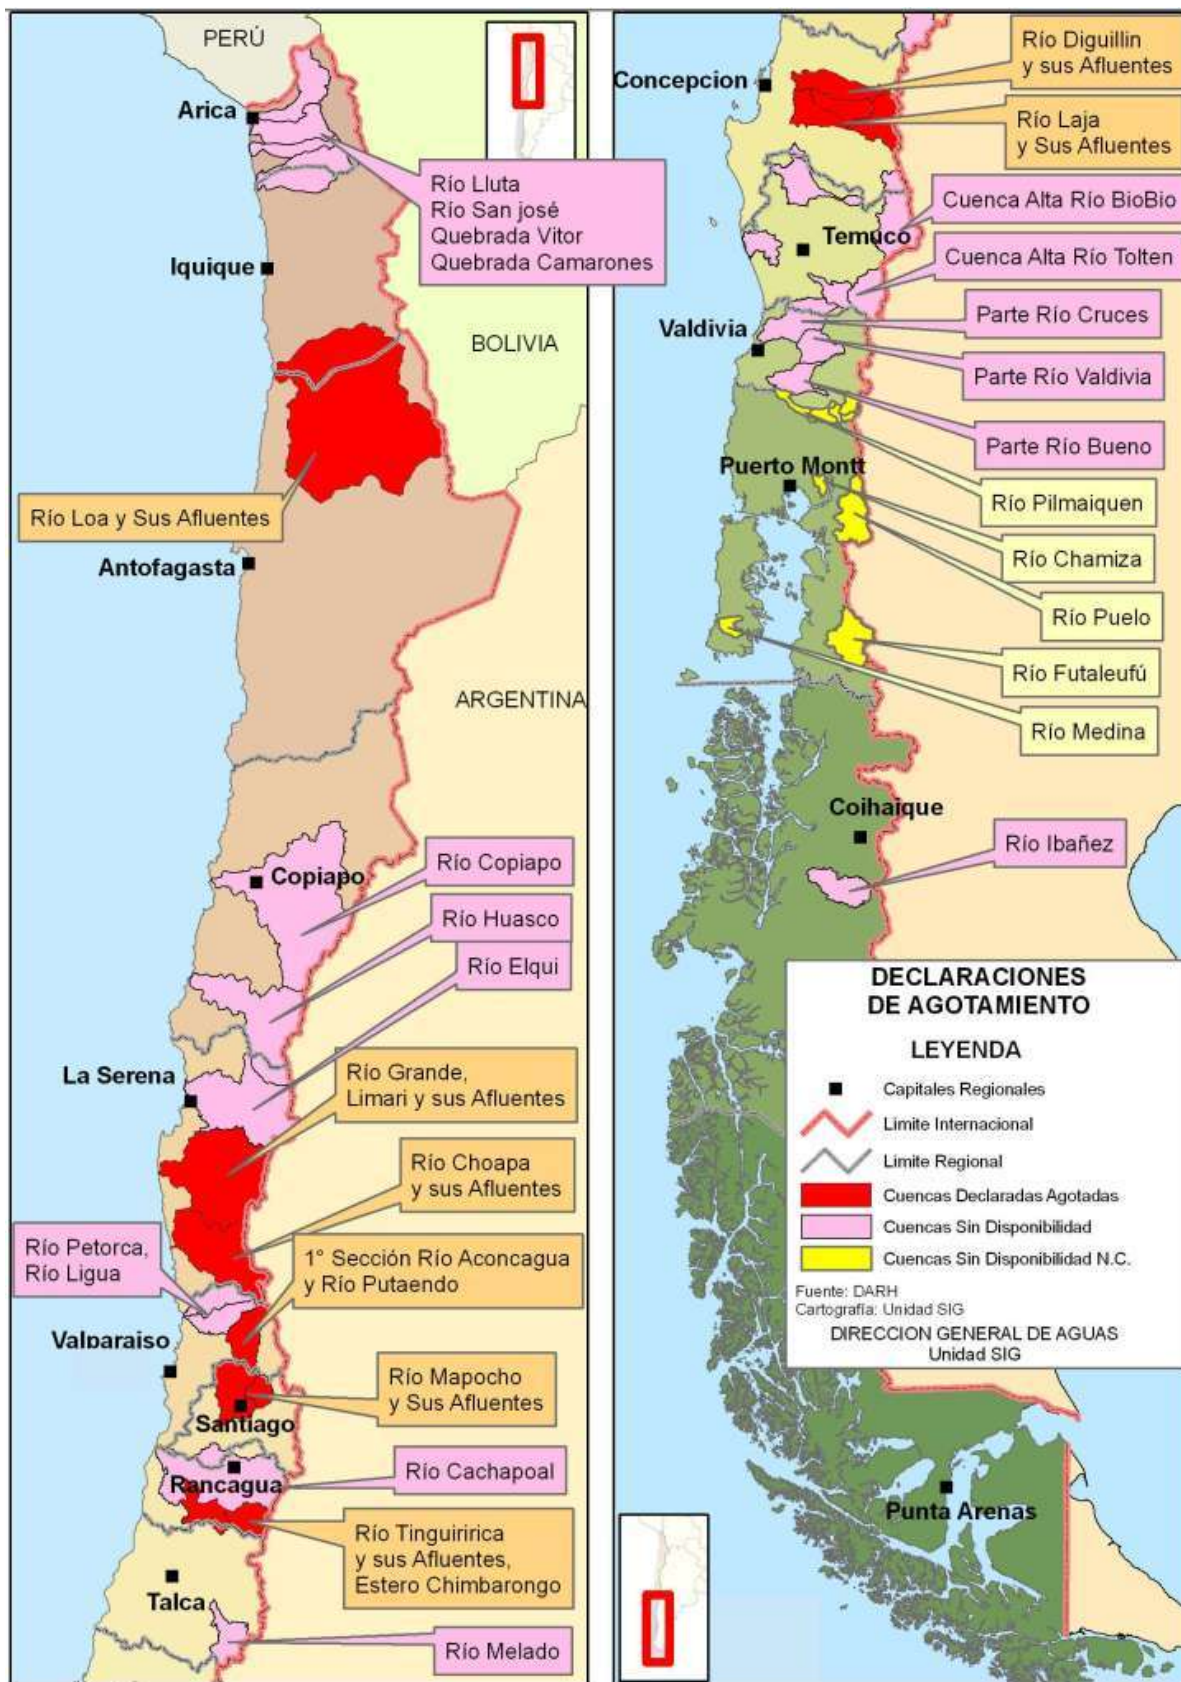 PERÚ
Arica
Río Lluta
Río San josé
Quebrada Vitor
Quebrada Camarones
Iquique
BOLIVIA
Río Loa y Sus Afluentes
Antofagasta
ARGENTINA
Copiapo
Río Copiapo
Río Huasco
Río Elqui
La Serena
Río Grande,
Limari y sus Afluentes
Río Choapa
y sus Afluentes
Río Petorca,
Río Ligua
1° Sección Río Aconcagua
y Río Putaendo
Valparaiso
Río Mapocho
y Sus Afluentes
Santiago
Rancagua
Río Cachapoal
Río Tinguiririca
y sus Afluentes,
Estero Chimbarongo
Talca
Río Melado
Concepcion
Río Diguillin
y sus Afluentes
Río Laja
y Sus Afluentes
Cuenca Alta Río BioBio
Temuco
Cuenca Alta Río Tolten
Parte Río Cruces
Valdivia
Parte Río Valdivia
Parte Río Bueno
Puerto Montt
Río Pilmaiquen
Río Chamiza
Río Puelo
Río Futaleufú
Río Medina
Coihaique
Río Ibañez
DECLARACIONES
DE AGOTAMIENTO
LEYENDA
Capitales Regionales
Limite Internacional
Limite Regional
Cuencas Declaradas Agotadas
Cuencas Sin Disponibilidad
Cuencas Sin Disponibilidad N.C.
Fuente: DARH
Cartografía: Unidad SIG
DIRECCION GENERAL DE AGUAS
Unidad SIG
Punta Arenas